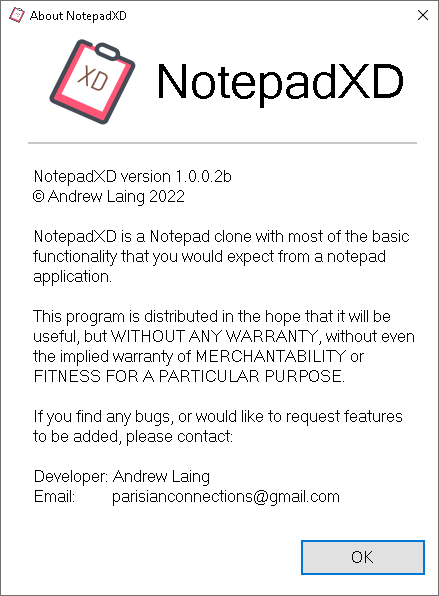 About NotepadXD
XD
NotepadXD
NotepadXD version 1.0.0.2b
© Andrew Laing 2022
NotepadXD is a Notepad clone with most of the basic
functionality that you would expect from a notepad
application.
This program is distributed in the hope that it will be
useful, but WITHOUT ANY WARRANTY, without even
the implied warranty of MERCHANTABILITY or
FITNESS FOR A PARTICULAR PURPOSE.
If you find any bugs, or would like to request features
to be added, please contact:
Developer: Andrew Laing
Email: parisianconnections@gmail.com
OK